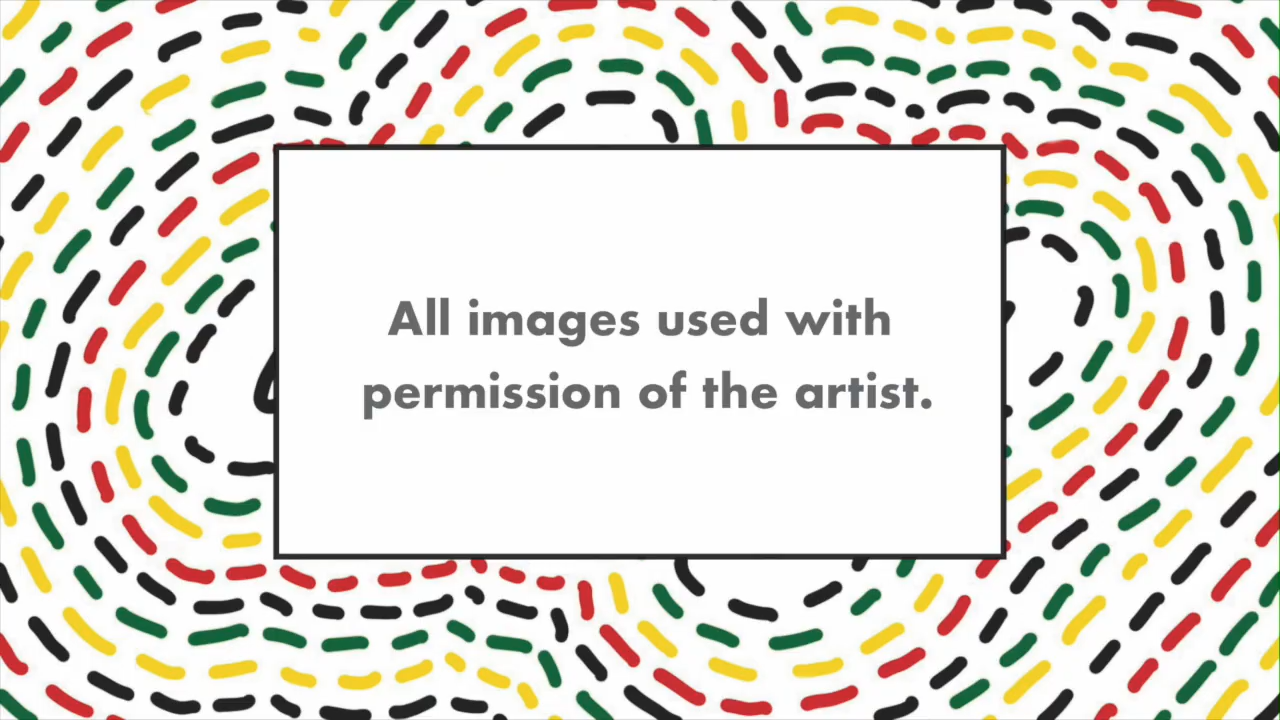 All images used with
permission of the artist.